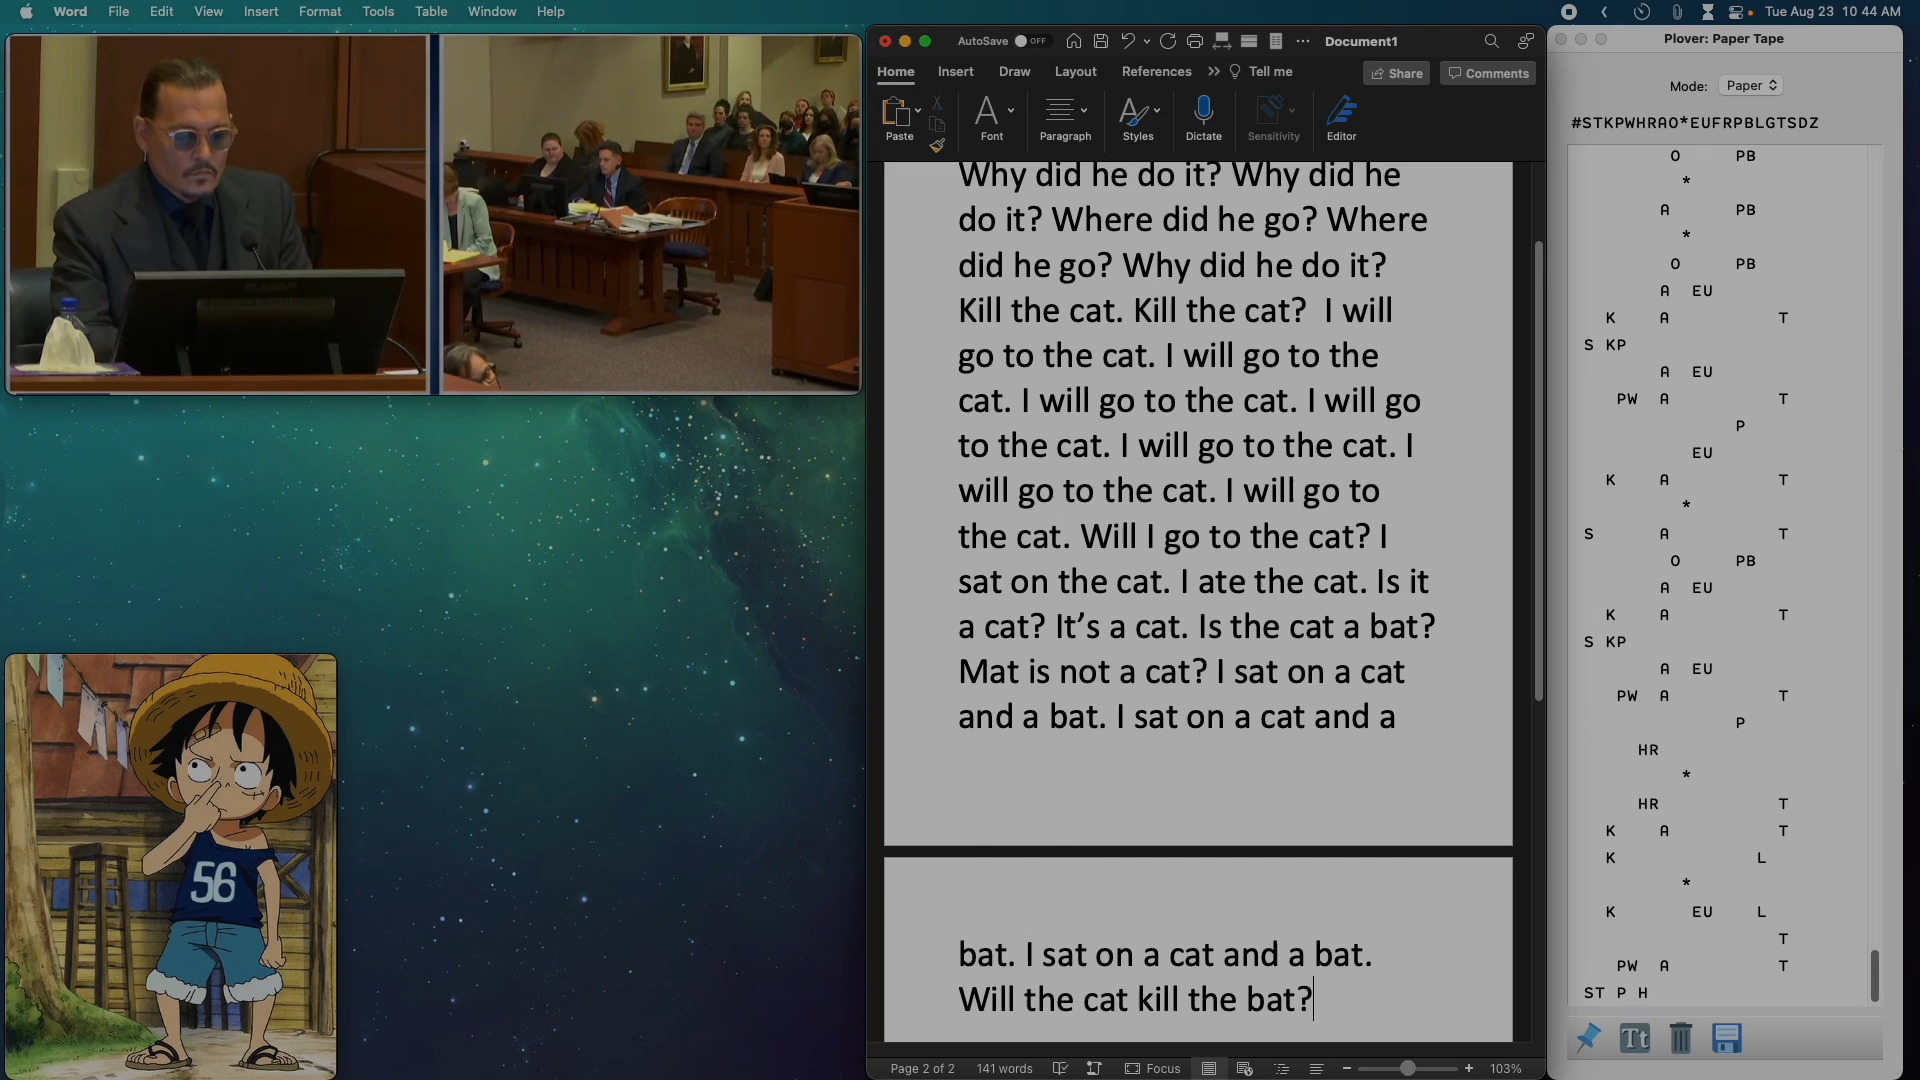 Word File Edit View Insert Format Tools Table Window Help Tue Aug 23 10 44 AM
56
AutoSave OFF Document1
Home Insert Draw Layout References Tell me Share Comments
Paste Font Paragraph Styles Dictate Sensitivity Editor
Why did he do it? Why did he
do it? Where did he go? Where
did he go? Why did he do it?
Kill the cat. Kill the cat?  I will
go to the cat. I will go to the
cat. I will go to the cat. I will go
to the cat. I will go to the cat. I
will go to the cat. I will go to
the cat. Will I go to the cat? I
sat on the cat. I ate the cat. Is it
a cat? It’s a cat. Is the cat a bat?
Mat is not a cat? I sat on a cat
and a bat. I sat on a cat and a
bat. I sat on a cat and a bat.
Will the cat kill the bat?
Page 2 of 2 141 words Focus 103%
Plover: Paper Tape
Mode: Paper
#STKPWHRAO*EUFRPBLGTSDZ
O PB
*
A PB
*
O PB
A EU
K A T
S KP
A EU
PW A T
P
EU
K A T
*
S A T
O PB
A EU
K A T
S KP
A EU
PW A T
P
HR
*
HR T
K A T
K L
*
K EU L
T
PW A T
ST P H
Tt